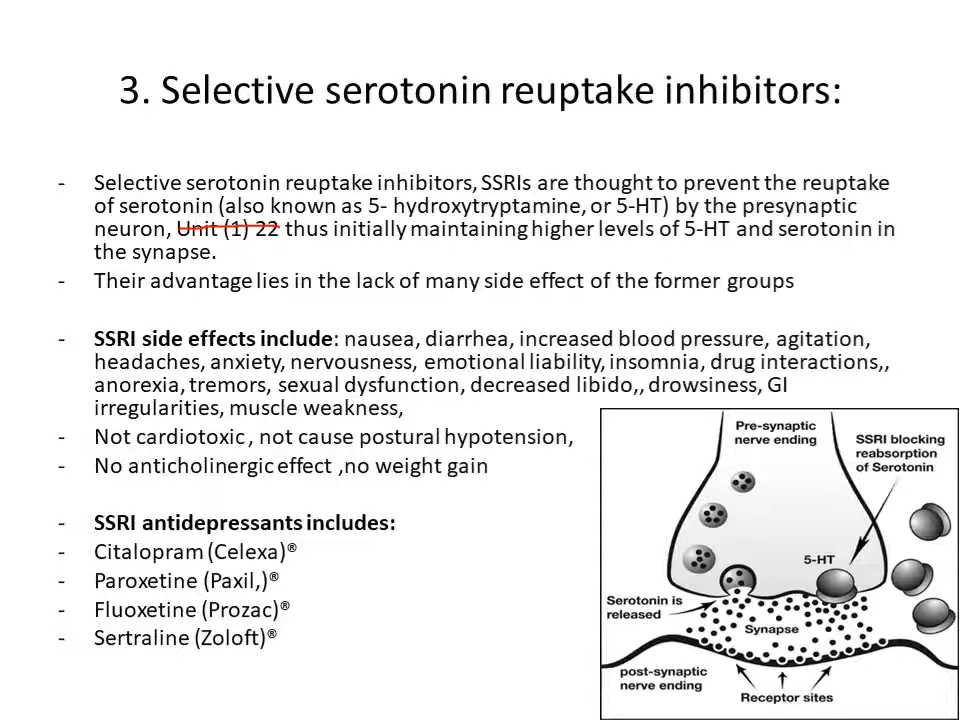 3. Selective serotonin reuptake inhibitors:
- Selective serotonin reuptake inhibitors, SSRIs are thought to prevent the reuptake
of serotonin (also known as 5- hydroxytryptamine, or 5-HT) by the presynaptic
neuron, Unit (1) 22 thus initially maintaining higher levels of 5-HT and serotonin in
the synapse.
- Their advantage lies in the lack of many side effect of the former groups
- SSRI side effects include: nausea, diarrhea, increased blood pressure, agitation,
headaches, anxiety, nervousness, emotional liability, insomnia, drug interactions,,
anorexia, tremors, sexual dysfunction, decreased libido,, drowsiness, GI
irregularities, muscle weakness,
- Not cardiotoxic , not cause postural hypotension,
- No anticholinergic effect ,no weight gain
- SSRI antidepressants includes:
- Citalopram (Celexa)®
- Paroxetine (Paxil,)®
- Fluoxetine (Prozac)®
- Sertraline (Zoloft)®
Pre-synaptic
nerve ending
SSRI blocking
reabsorption
of Serotonin
5-HT
Serotonin is
released
Synapse
post-synaptic
nerve ending
Receptor sites